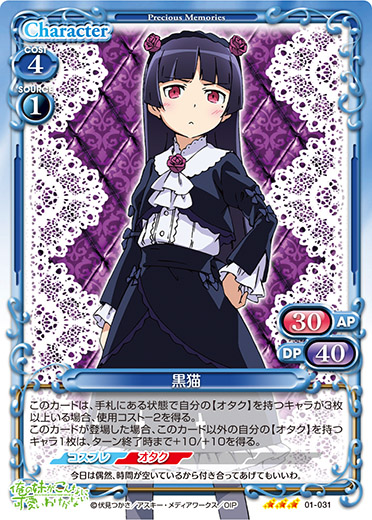 Precious Memories
Character
COST
4
SOURCE
1
30 AP
DP 40
黒猫
このカードは、手札にある状態で自分の【オタク】を持つキャラが3枚
以上いる場合、使用コスト-2を得る。
このカードが登場した場合、このカード以外の自分の【オタク】を持つ
キャラ1枚は、ターン終了時まで+10/+10を得る。
コスプレ オタク
今日は偶然、時間が空いているから付き合ってあげてもいいわ。
俺の妹がこんなに
可愛いわけがない
©伏見つかさ/アスキー・メディアワークス/OIP
01-031